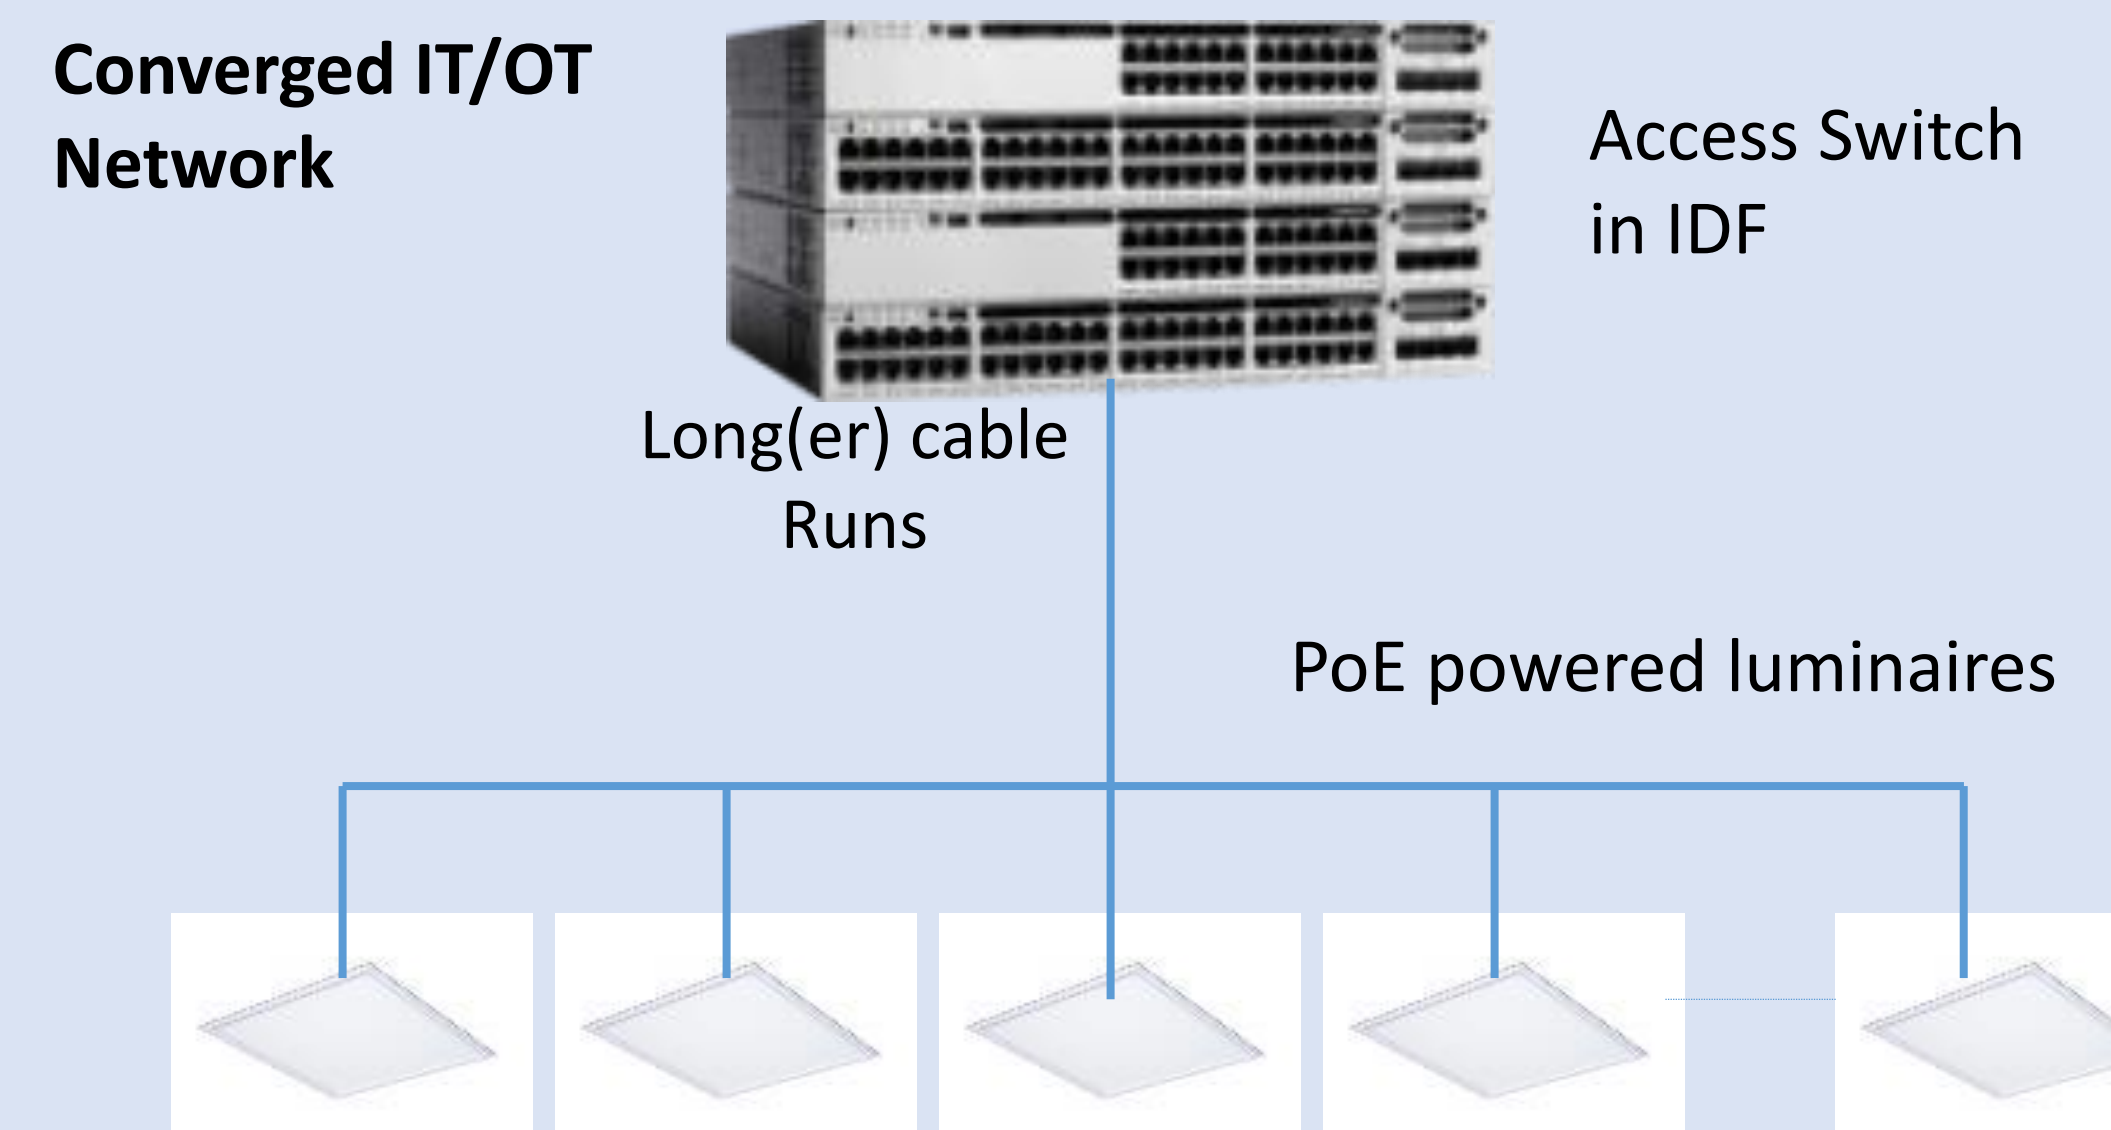 Converged IT/OT
Network
Access Switch
in IDF
Long(er) cable
Runs
PoE powered luminaires